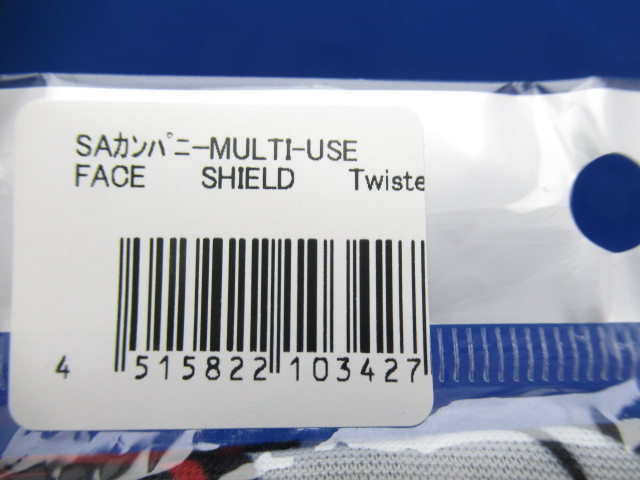 SAｶﾝﾊﾟﾆｰMULTI-USE
FACE SHIELD Twiste
4 515822 103427